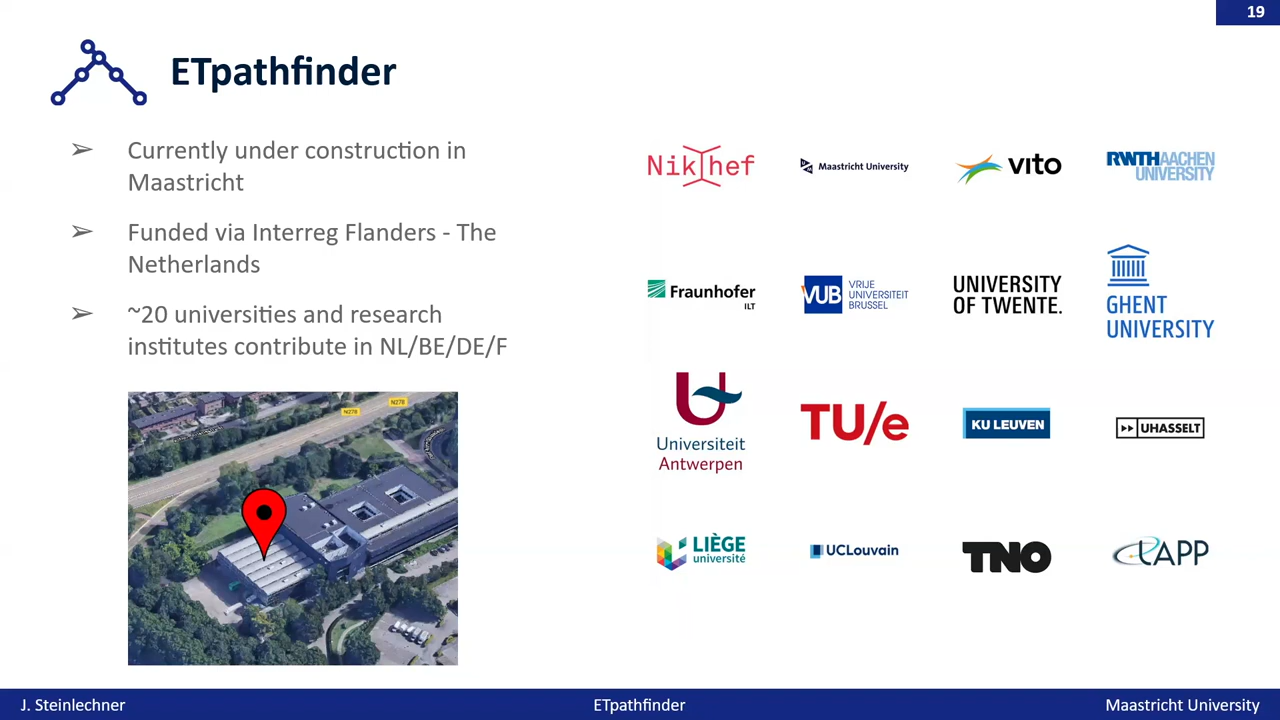 19
ETpathfinder
➢ Currently under construction in
Maastricht
➢ Funded via Interreg Flanders - The
Netherlands
➢ ~20 universities and research
institutes contribute in NL/BE/DE/F
N278
N278
Nikhef
Maastricht University
vito
RWTHAACHEN
UNIVERSITY
Fraunhofer
ILT
VUB
VRIJE
UNIVERSITEIT
BRUSSEL
UNIVERSITY
OF TWENTE.
GHENT
UNIVERSITY
Universiteit
Antwerpen
TU/e
KU LEUVEN
UHASSELT
LIÈGE
université
UCLouvain
TNO
LAPP
J. Steinlechner
ETpathfinder
Maastricht University